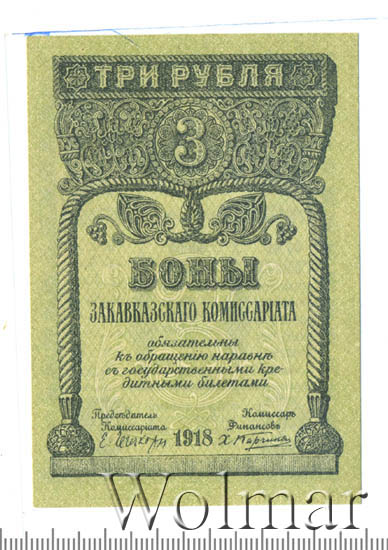 ТРИ РУБЛЯ
3
БОНЫ
ЗАКАВКАЗСКАГО КОМИССАРІАТА
обязательны
къ обращенію наравнѣ
съ государственными кре-
дитными билетами
Предсѣдатель Комиссаръ
Комиссаріата Финансовъ
1918
Wolmar